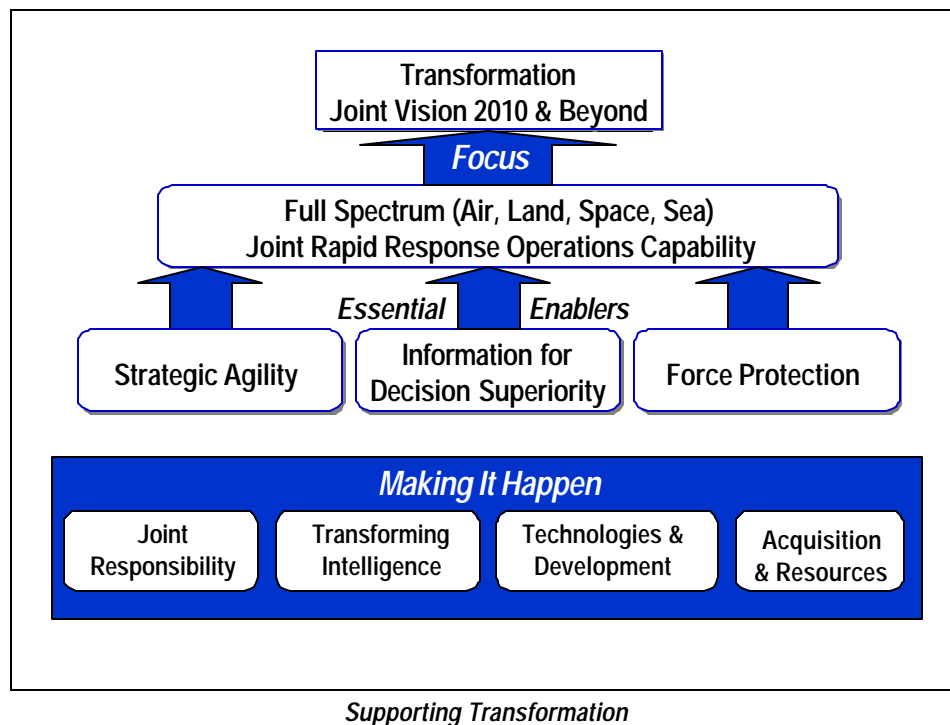 Transformation
Joint Vision 2010 & Beyond
Focus
Full Spectrum (Air, Land, Space, Sea)
Joint Rapid Response Operations Capability
Essential Enablers
Strategic Agility
Information for
Decision Superiority
Force Protection
Making It Happen
Joint
Responsibility
Transforming
Intelligence
Technologies &
Development
Acquisition
& Resources
Supporting Transformation